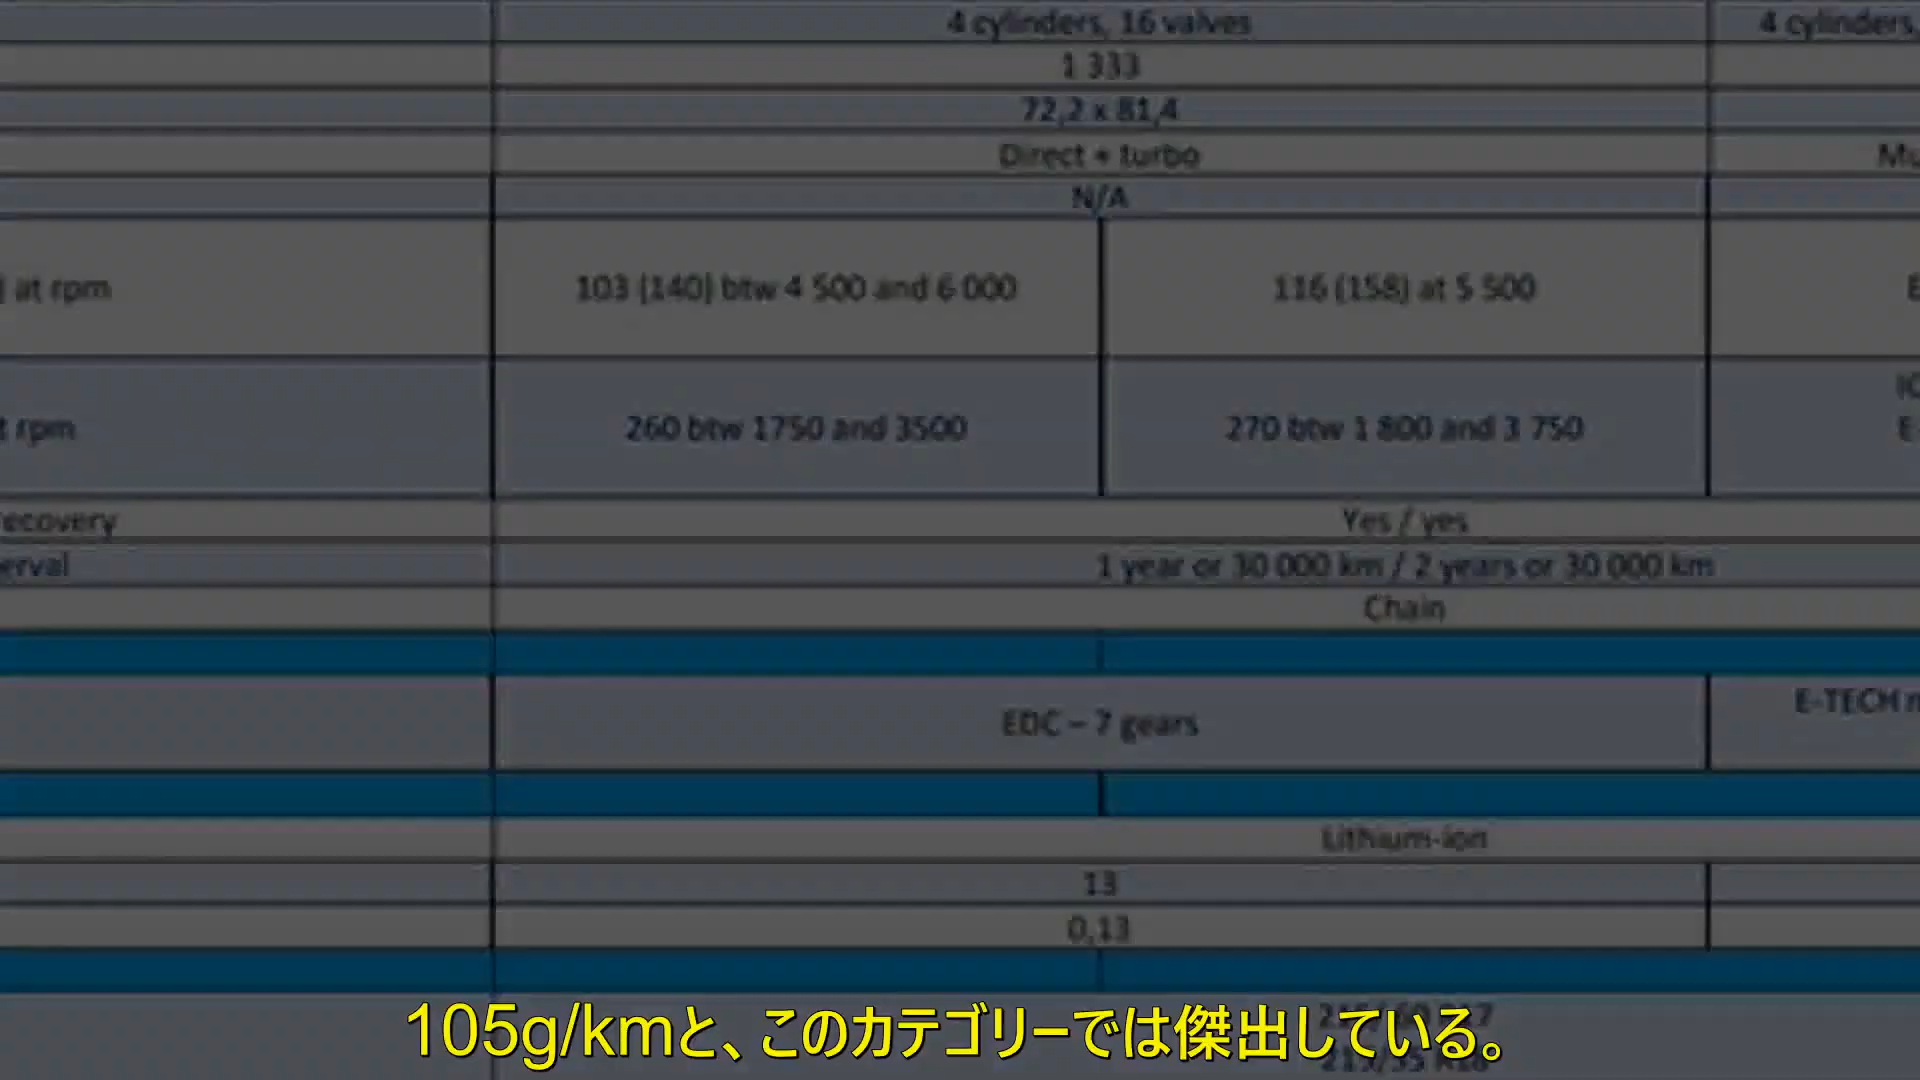 4 cylinders, 16 valves
4 cylinders,
1 333
72,2 x 81,4
Direct + turbo
N/A
at rpm
103 (140) btw 4 500 and 6 000
116 (158) at 5 500
rpm
260 btw 1750 and 3500
270 btw 1 800 and 3 750
ecovery
Yes / yes
erval
1 year or 30 000 km / 2 years or 30 000 km
Chain
EDC – 7 gears
E-TECH
Lithium-ion
13
0,13
105g/kmと、このカテゴリーでは傑出している。